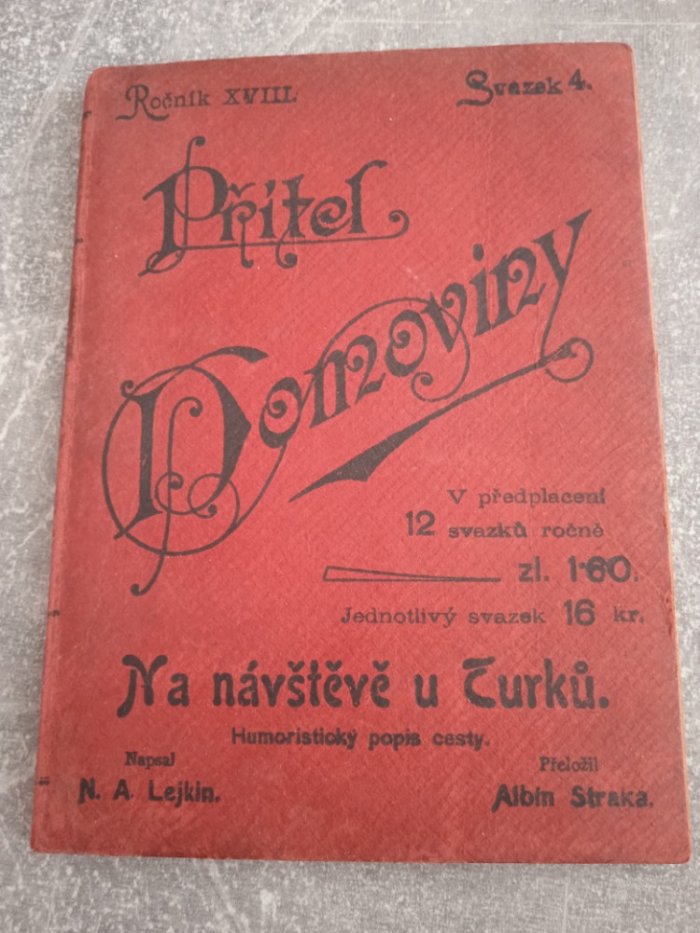 Ročník XVIII.
Svazek 4.
Přítel
Domoviny
V předplacení
12 svazků ročně
zl. 1·60.
Jednotlivý svazek 16 kr.
Na návštěvě u Turků.
Humoristický popis cesty.
Napsal
N. A. Lejkin.
Přeložil
Albin Straka.